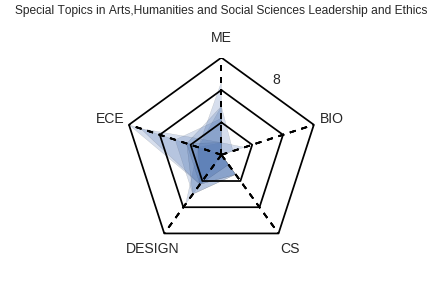 Special Topics in Arts,Humanities and Social Sciences Leadership and Ethics
ME
8
ECE
BIO
DESIGN
CS